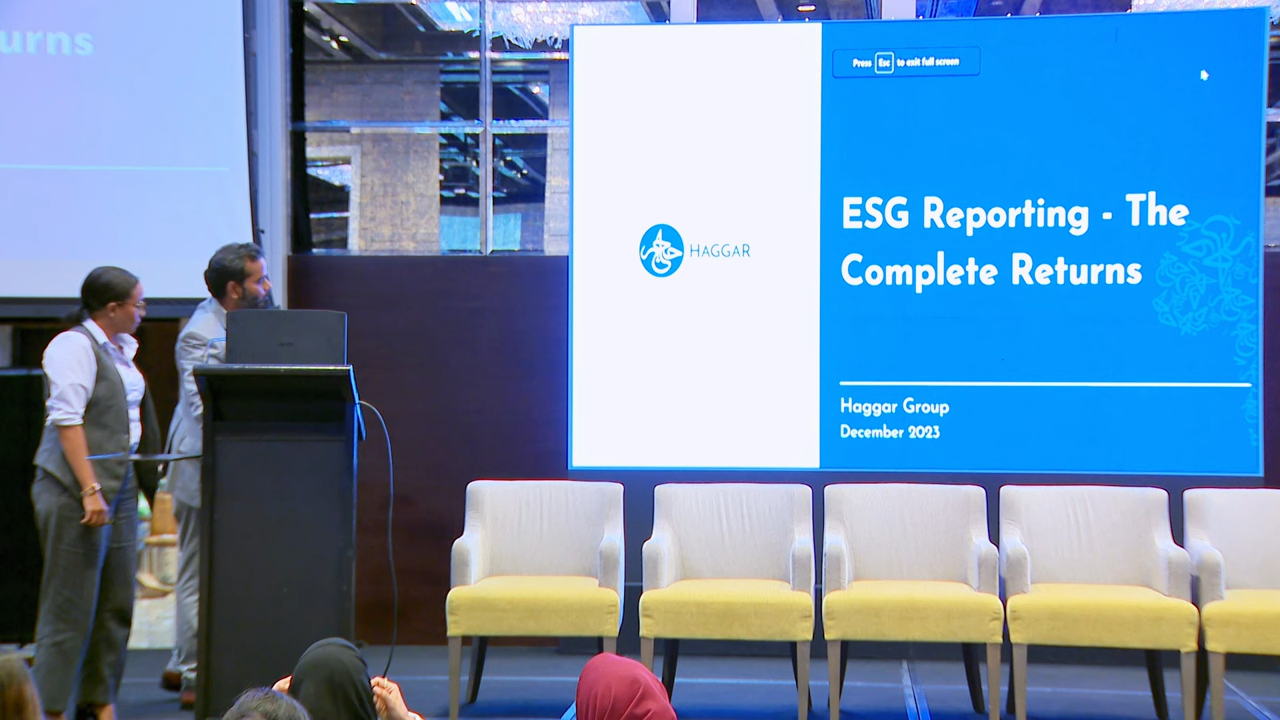 urns
Press Esc to exit full screen
HAGGAR
ESG Reporting - The
Complete Returns
Haggar Group
December 2023